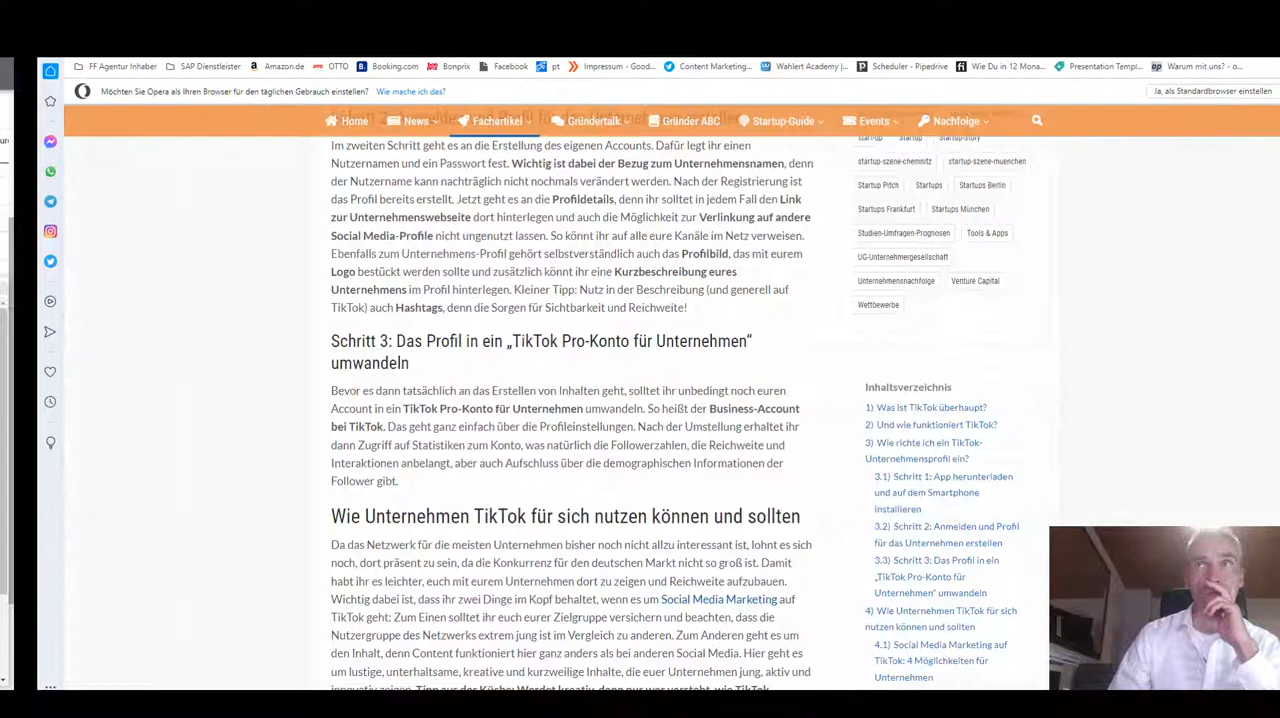 FF Agentur Inhaber SAP Dienstleister Amazon.de OTTO Booking.com Bonprix Facebook pt Impressum - Good... Content Marketing... Wahlert Academy |... Scheduler - Pipedrive Wie Du in 12 Mona... Presentation Templ... Warum mit uns? - o...
Möchten Sie Opera als Ihren Browser für den täglichen Gebrauch einstellen? Wie mache ich das? Ja, als Standardbrowser einstellen
Home News Fachartikel Gründertalk Gründer ABC Startup-Guide Events Nachfolge
Im zweiten Schritt geht es an die Erstellung des eigenen Accounts. Dafür legt ihr einen
Nutzernamen und ein Passwort fest. Wichtig ist dabei der Bezug zum Unternehmensnamen, denn
der Nutzername kann nachträglich nicht nochmals verändert werden. Nach der Registrierung ist
das Profil bereits erstellt. Jetzt geht es an die Profildetails, denn ihr solltet in jedem Fall den Link
zur Unternehmenswebseite dort hinterlegen und auch die Möglichkeit zur Verlinkung auf andere
Social Media-Profile nicht ungenutzt lassen. So könnt ihr auf alle eure Kanäle im Netz verweisen.
Ebenfalls zum Unternehmens-Profil gehört selbstverständlich auch das Profilbild, das mit eurem
Logo bestückt werden sollte und zusätzlich könnt ihr eine Kurzbeschreibung eures
Unternehmens im Profil hinterlegen. Kleiner Tipp: Nutz in der Beschreibung (und generell auf
TikTok) auch Hashtags, denn die Sorgen für Sichtbarkeit und Reichweite!
Schritt 3: Das Profil in ein „TikTok Pro-Konto für Unternehmen“
umwandeln
Bevor es dann tatsächlich an das Erstellen von Inhalten geht, solltet ihr unbedingt noch euren
Account in ein TikTok Pro-Konto für Unternehmen umwandeln. So heißt der Business-Account
bei TikTok. Das geht ganz einfach über die Profileinstellungen. Nach der Umstellung erhaltet ihr
dann Zugriff auf Statistiken zum Konto, was natürlich die Followerzahlen, die Reichweite und
Interaktionen anbelangt, aber auch Aufschluss über die demographischen Informationen der
Follower gibt.
Wie Unternehmen TikTok für sich nutzen können und sollten
Da das Netzwerk für die meisten Unternehmen bisher noch nicht allzu interessant ist, lohnt es sich
noch, dort präsent zu sein, da die Konkurrenz für den deutschen Markt nicht so groß ist. Damit
habt ihr es leichter, euch mit eurem Unternehmen dort zu zeigen und Reichweite aufzubauen.
Wichtig dabei ist, dass ihr zwei Dinge im Kopf behaltet, wenn es um Social Media Marketing auf
TikTok geht: Zum Einen solltet ihr euch eurer Zielgruppe versichern und beachten, dass die
Nutzergruppe des Netzwerks extrem jung ist im Vergleich zu anderen. Zum Anderen geht es um
den Inhalt, denn Content funktioniert hier ganz anders als bei anderen Social Media. Hier geht es
um lustige, unterhaltsame, kreative und kurzweilige Inhalte, die euer Unternehmen jung, aktiv und
innovativ zeigen. Tipp aus der Küche: Werdet kreativ, denn nur wer versteht, wie TikTok
start-up Startup Startup-Story
startup-szene-chemnitz startup-szene-muenchen
Startup Pitch Startups Startups Berlin
Startups Frankfurt Startups München
Studien-Umfragen-Prognosen Tools & Apps
UG-Unternehmergesellschaft
Unternehmensnachfolge Venture Capital
Wettbewerbe
Inhaltsverzeichnis
1) Was ist TikTok überhaupt?
2) Und wie funktioniert TikTok?
3) Wie richte ich ein TikTok-
Unternehmensprofil ein?
3.1) Schritt 1: App herunterladen
und auf dem Smartphone
installieren
3.2) Schritt 2: Anmelden und Profil
für das Unternehmen erstellen
3.3) Schritt 3: Das Profil in ein
„TikTok Pro-Konto für
Unternehmen“ umwandeln
4) Wie Unternehmen TikTok für sich
nutzen können und sollten
4.1) Social Media Marketing auf
TikTok: 4 Möglichkeiten für
Unternehmen